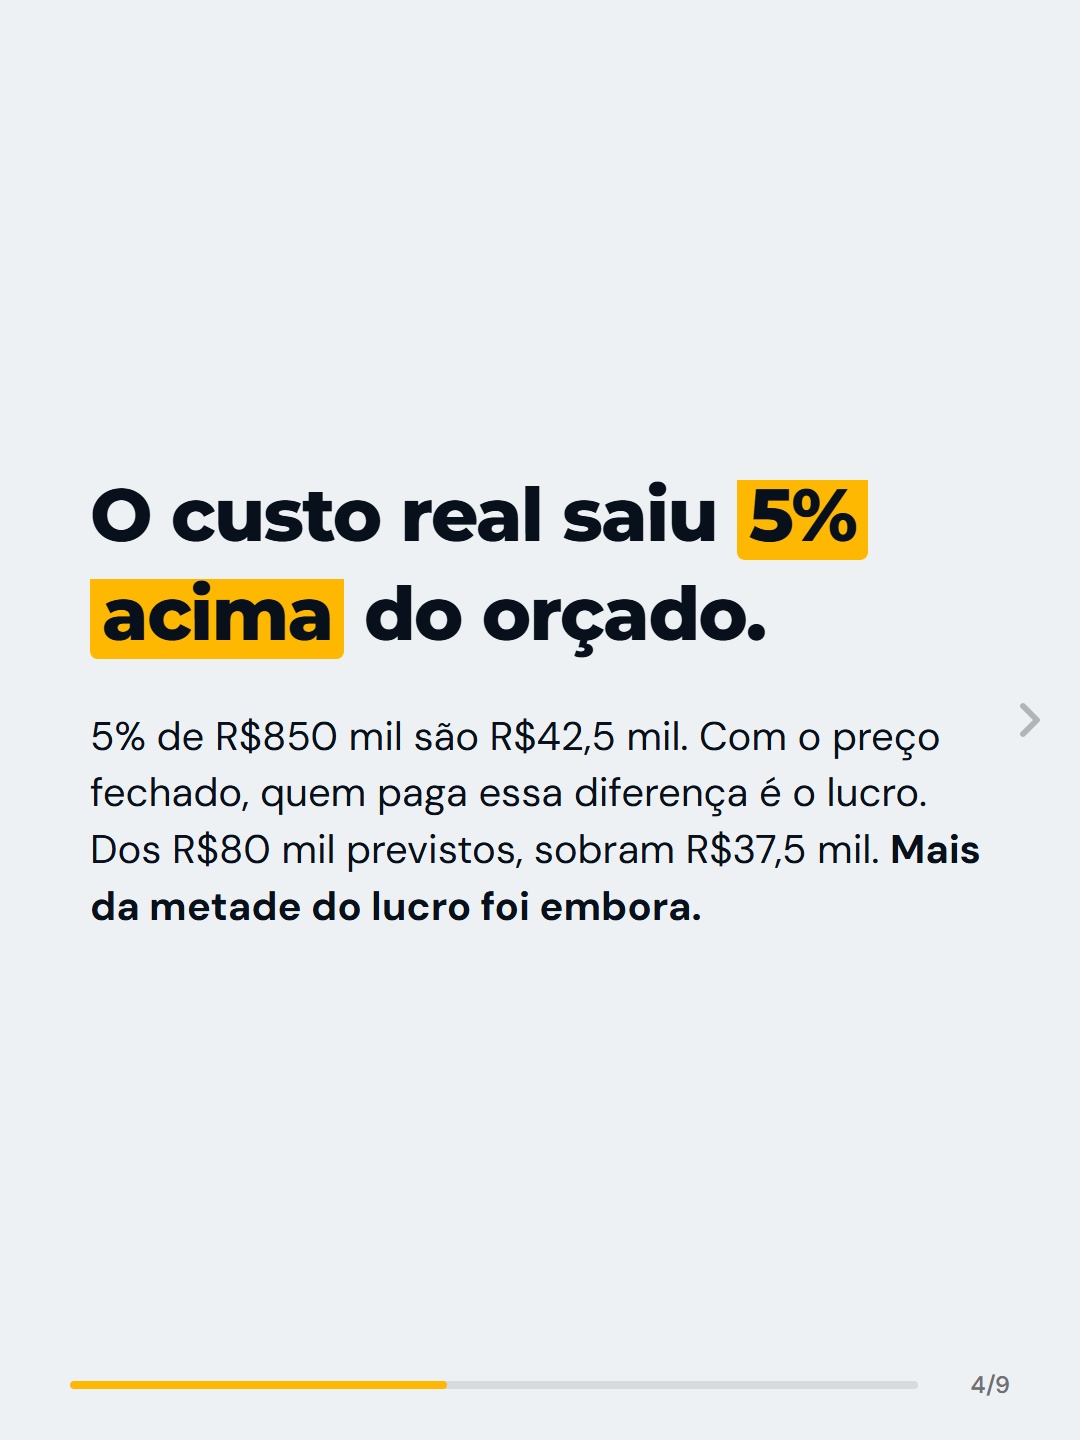 O custo real saiu 5%
acima do orçado.
5% de R$850 mil são R$42,5 mil. Com o preço
fechado, quem paga essa diferença é o lucro.
Dos R$80 mil previstos, sobram R$37,5 mil. Mais
da metade do lucro foi embora.
4/9